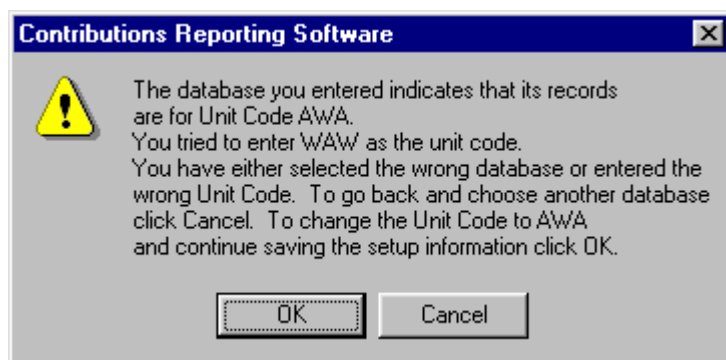 Contributions Reporting Software
The database you entered indicates that its records
are for Unit Code AWA.
You tried to enter WAW as the unit code.
You have either selected the wrong database or entered the
wrong Unit Code.  To go back and choose another database
click Cancel.  To change the Unit Code to AWA
and continue saving the setup information click OK.
OK
Cancel